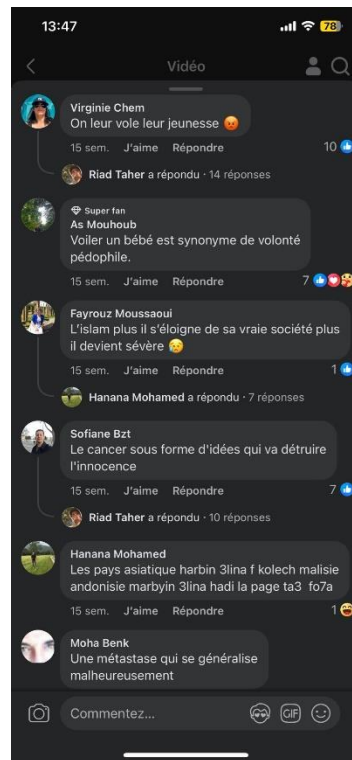 13:47
78
Vidéo
Virginie Chem
On leur vole leur jeunesse 😡
15 sem. J'aime Répondre 10
Riad Taher a répondu · 14 réponses
Super fan
As Mouhoub
Voiler un bébé est synonyme de volonté
pédophile.
15 sem. J'aime Répondre 7
Fayrouz Moussaoui
L'islam plus il s'éloigne de sa vraie société plus
il devient sévère 😥
15 sem. J'aime Répondre 1
Hanana Mohamed a répondu · 7 réponses
Sofiane Bzt
Le cancer sous forme d'idées qui va détruire
l'innocence
15 sem. J'aime Répondre 7
Riad Taher a répondu · 10 réponses
Hanana Mohamed
Les pays asiatique harbin 3lina f kolech malisie
andonisie marbyin 3lina hadi la page ta3 fo7a
15 sem. J'aime Répondre 1
Moha Benk
Une métastase qui se généralise
malheureusement
Commentez...
GIF